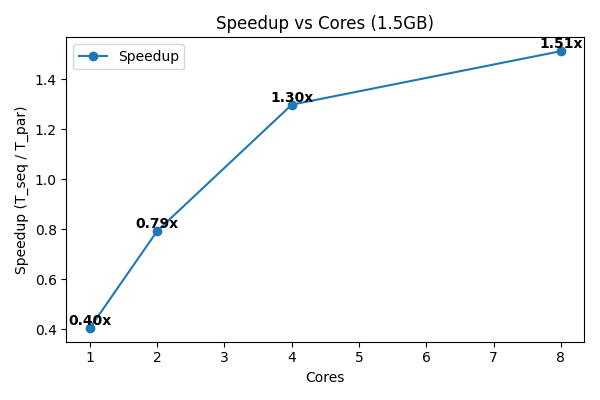 Speedup vs Cores (1.5GB)
Speedup
Speedup (T_seq / T_par)
1.4
1.2
1.0
0.8
0.6
0.4
0.40x
0.79x
1.30x
1.51x
1 2 3 4 5 6 7 8
Cores